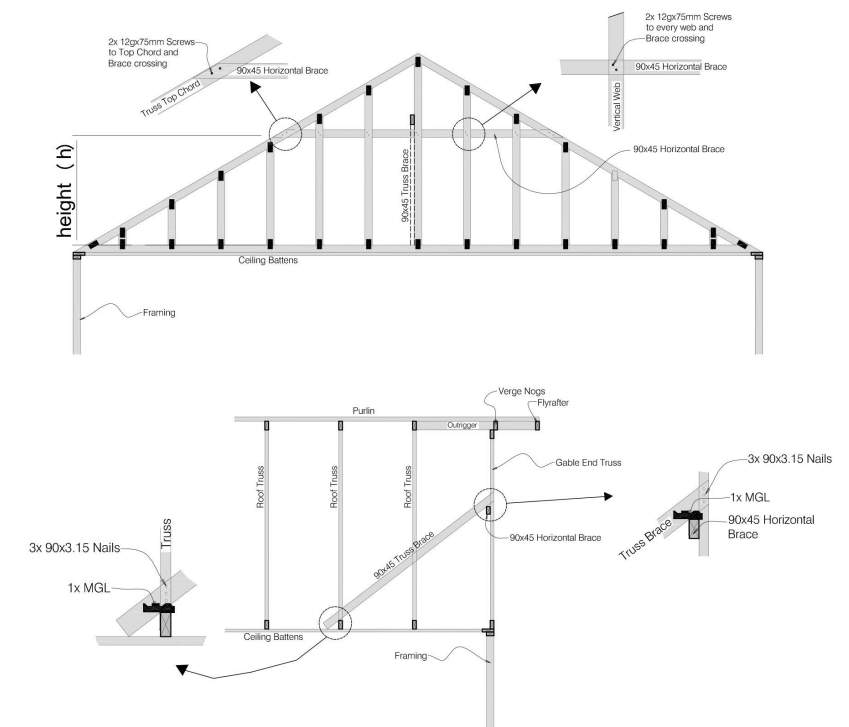 2x 12gx75mm Screws
to Top Chord and
Brace crossing
90x45 Horizontal Brace
Truss Top Chord
2x 12gx75mm Screws
to every web and
Brace crossing
90x45 Horizontal Brace
Vertical Web
90x45 Horizontal Brace
height ( h)
90x45 Truss Brace
Ceiling Battens
Framing
Verge Nogs
Flyrafter
Purlin
Outrigger
Roof Truss
Roof Truss
Roof Truss
Gable End Truss
90x45 Truss Brace
90x45 Horizontal Brace
Ceiling Battens
Framing
Truss
3x 90x3.15 Nails
1x MGL
3x 90x3.15 Nails
1x MGL
90x45 Horizontal
Brace
Truss Brace